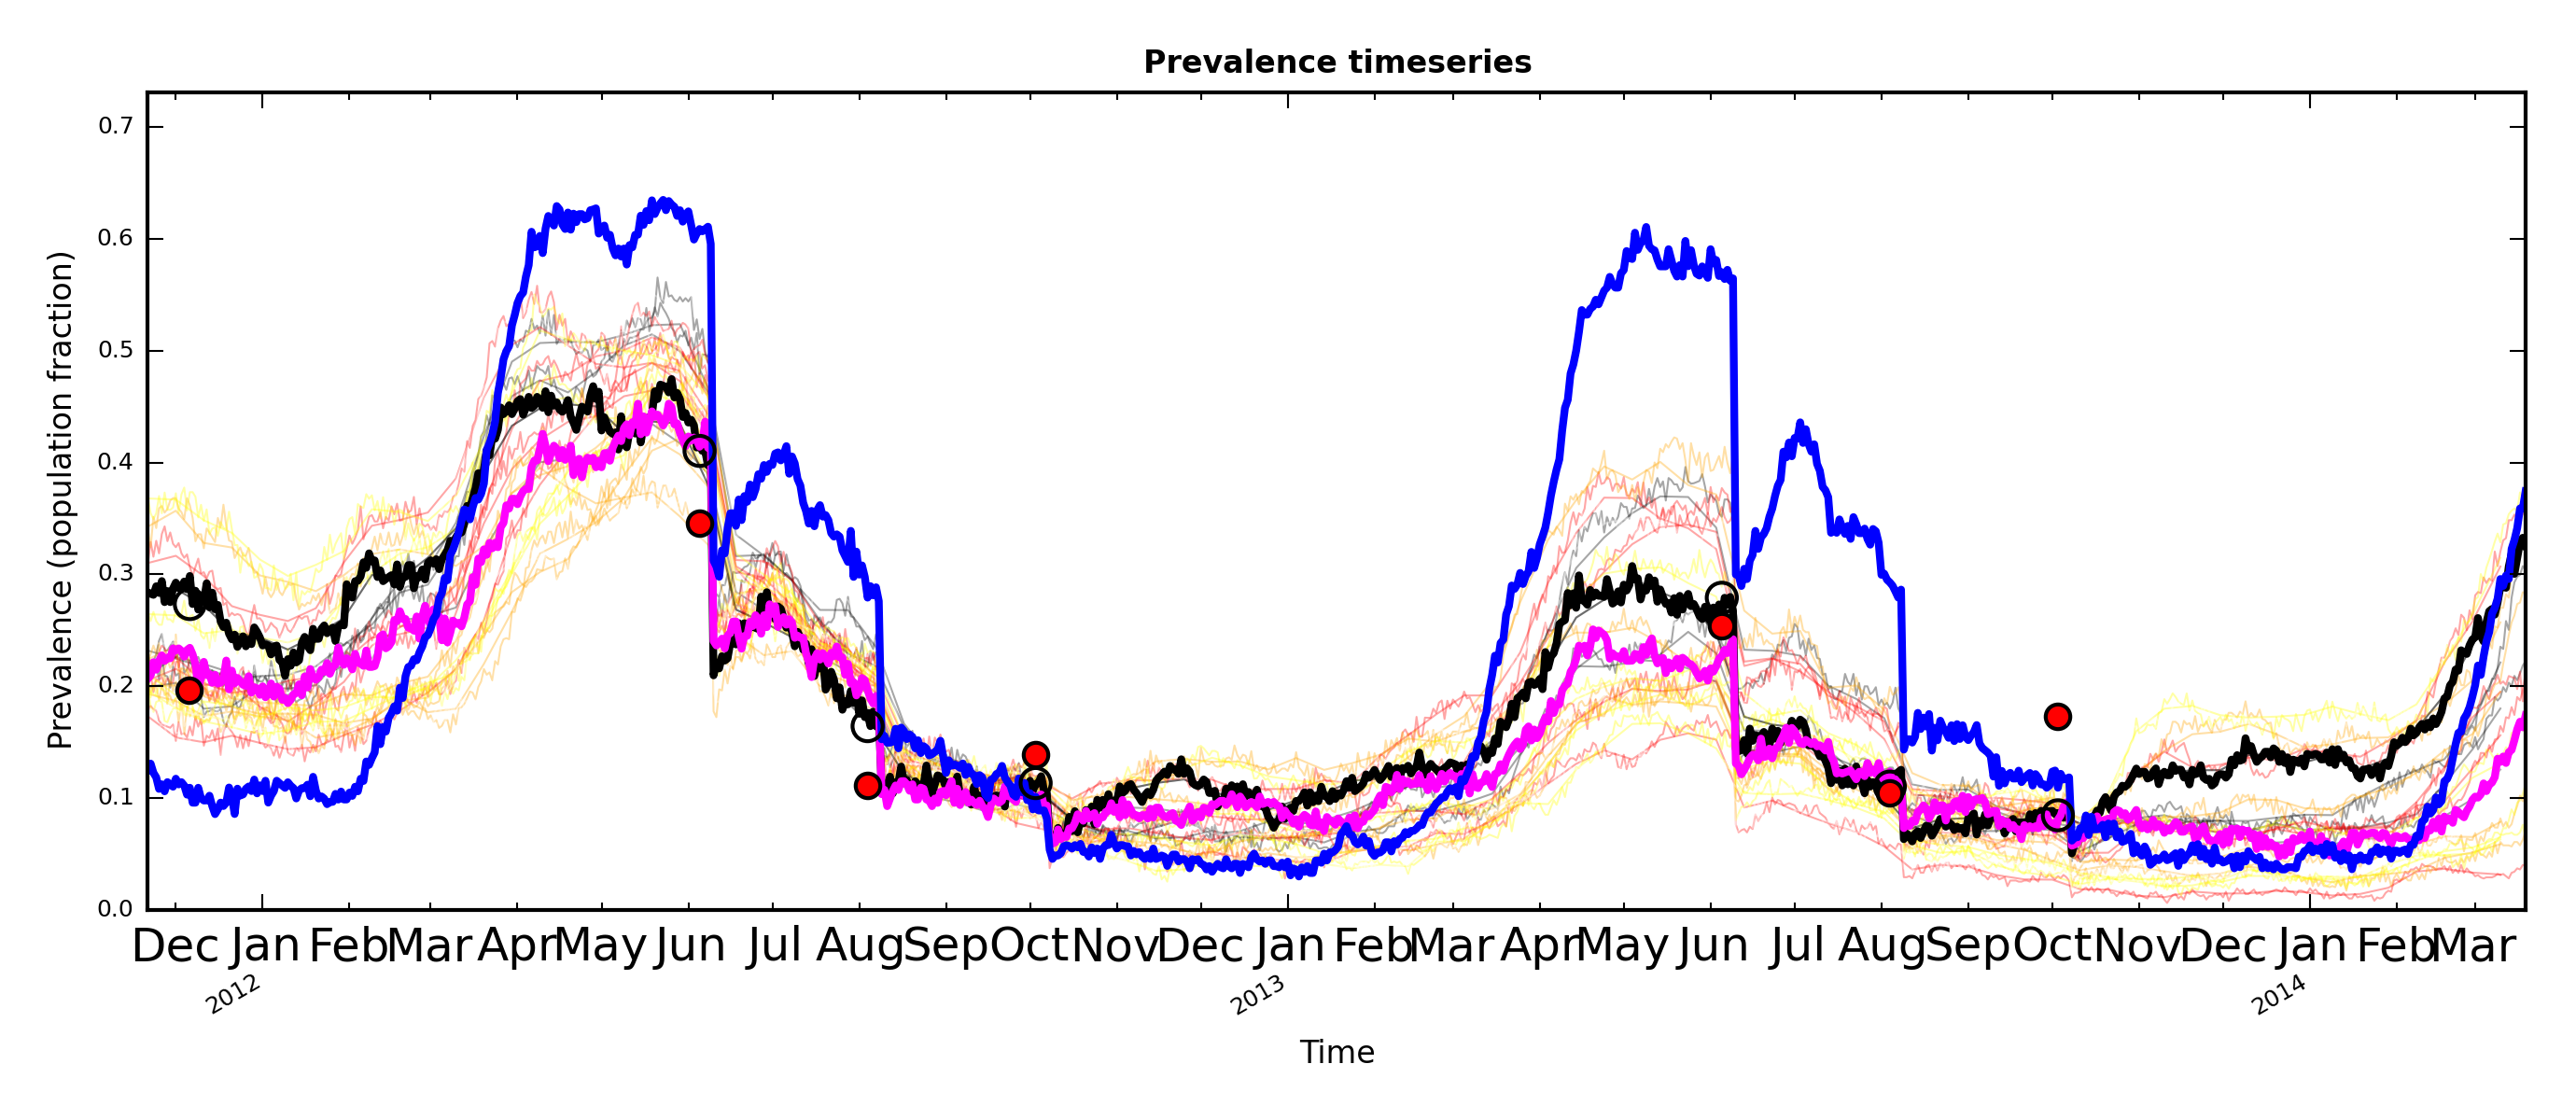 Prevalence timeseries
0.7
0.6
0.5
0.4
0.3
0.2
0.1
0.0
Prevalence (population fraction)
Dec Jan Feb Mar Apr May Jun Jul Aug Sep Oct Nov Dec Jan Feb Mar Apr May Jun Jul Aug Sep Oct Nov Dec Jan Feb Mar
2012 2013 2014
Time